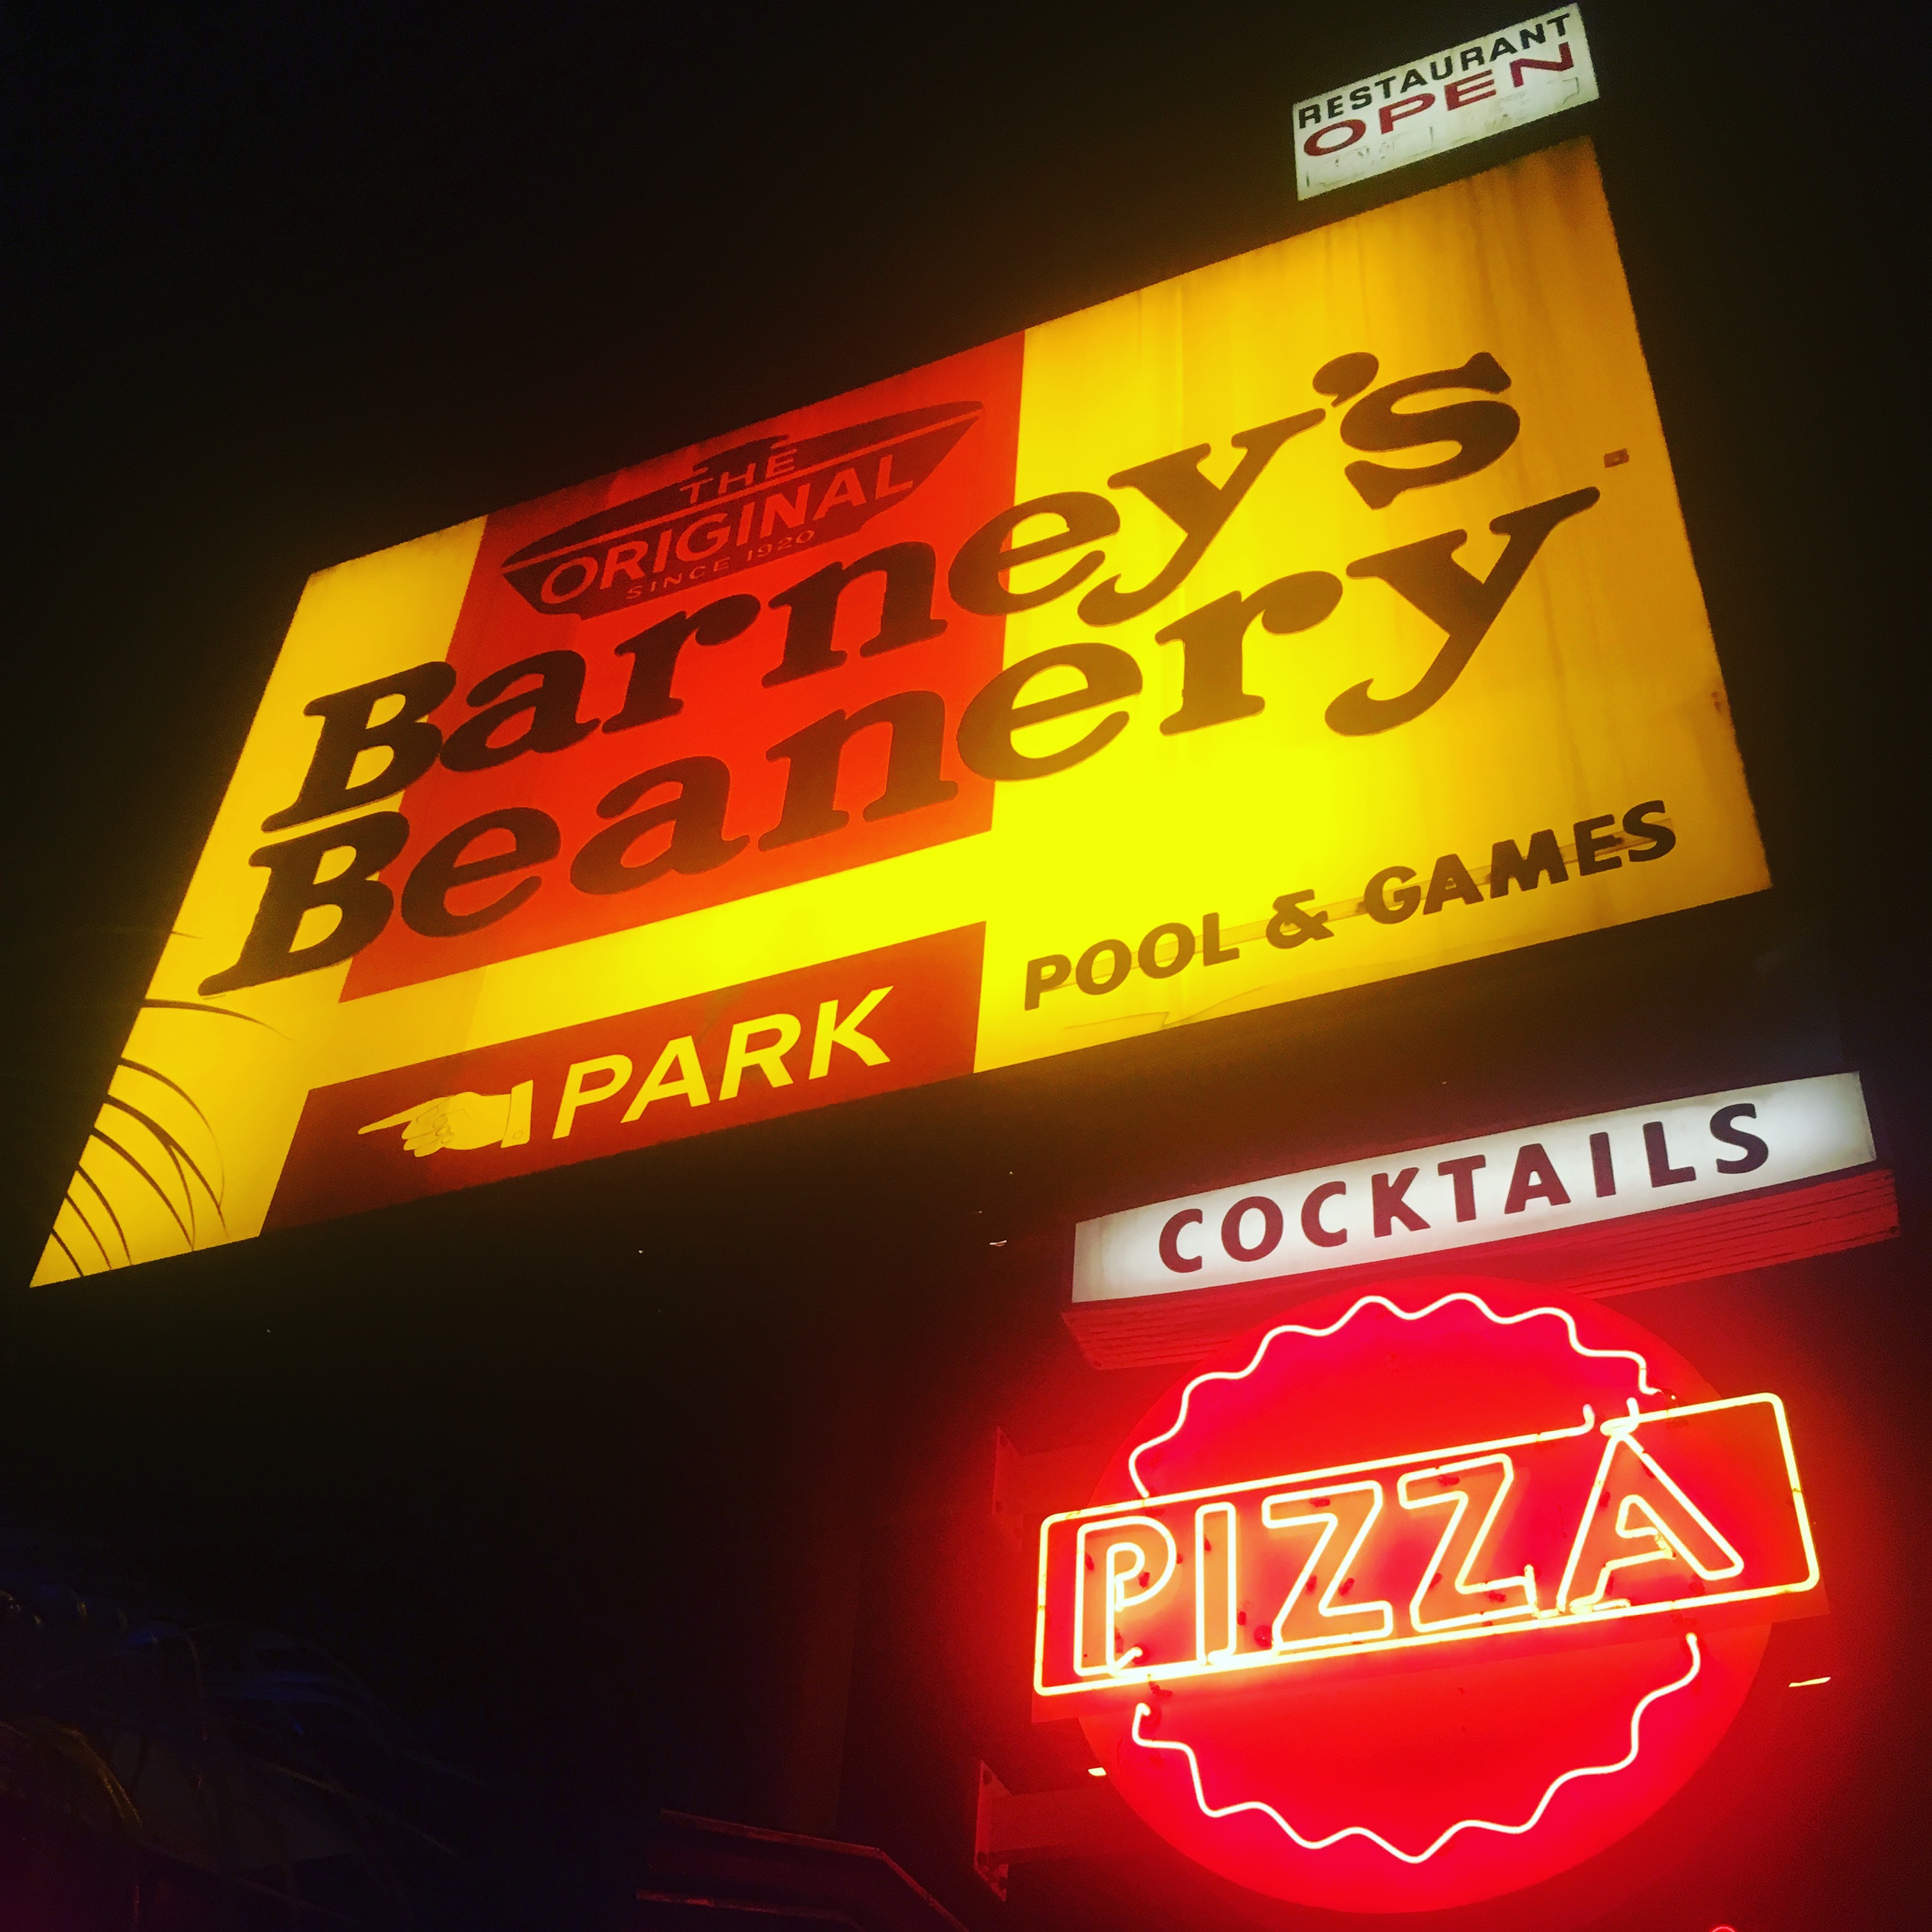 RESTAURANT
OPEN
THE
ORIGINAL
SINCE 1920
Barney's
Beanery
PARK
POOL & GAMES
COCKTAILS
PIZZA